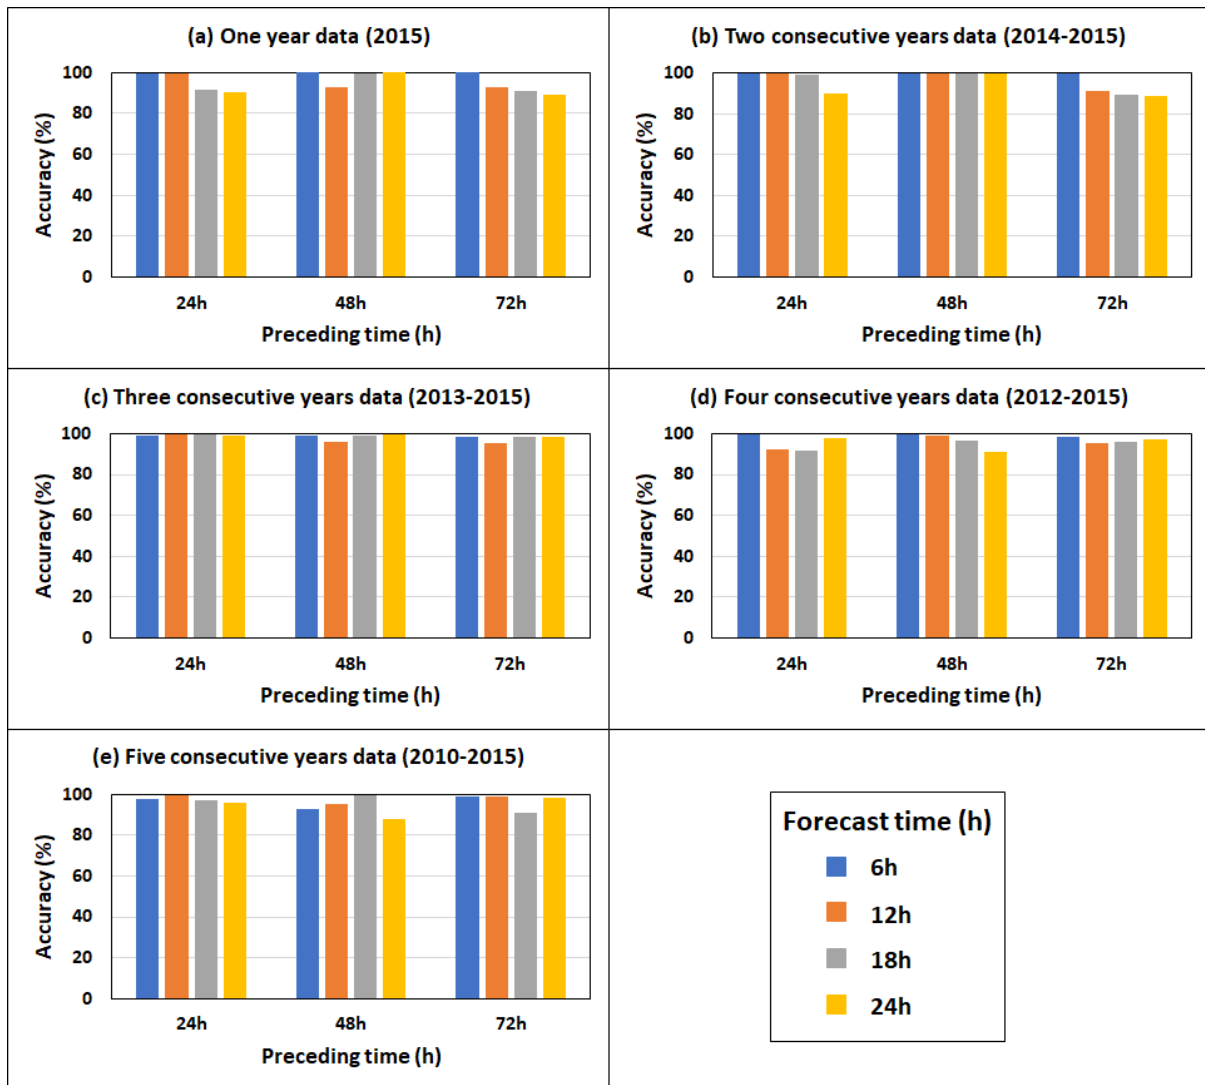 (a) One year data (2015)
100
80
60
40
20
0
Accuracy (%)
24h 48h 72h
Preceding time (h)
(b) Two consecutive years data (2014-2015)
100
80
60
40
20
0
Accuracy (%)
24h 48h 72h
Preceding time (h)
(c) Three consecutive years data (2013-2015)
100
80
60
40
20
0
Accuracy (%)
24h 48h 72h
Preceding time (h)
(d) Four consecutive years data (2012-2015)
100
80
60
40
20
0
Accuracy (%)
24h 48h 72h
Preceding time (h)
(e) Five consecutive years data (2010-2015)
100
80
60
40
20
0
Accuracy (%)
24h 48h 72h
Preceding time (h)
Forecast time (h)
6h
12h
18h
24h